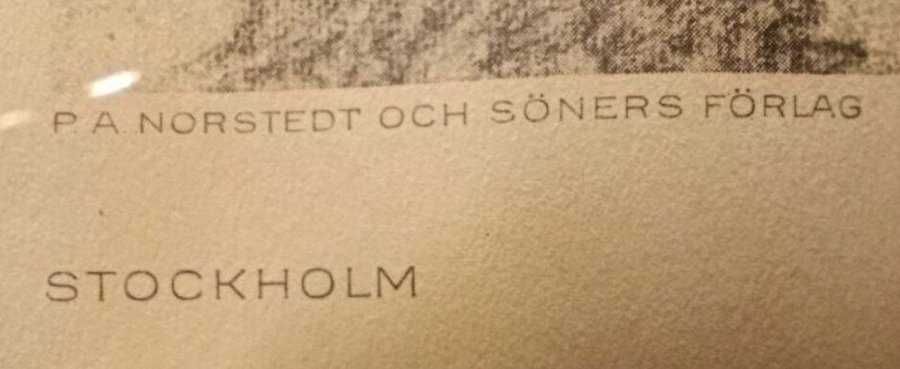 P. A. NORSTEDT OCH SÖNERS FÖRLAG
STOCKHOLM